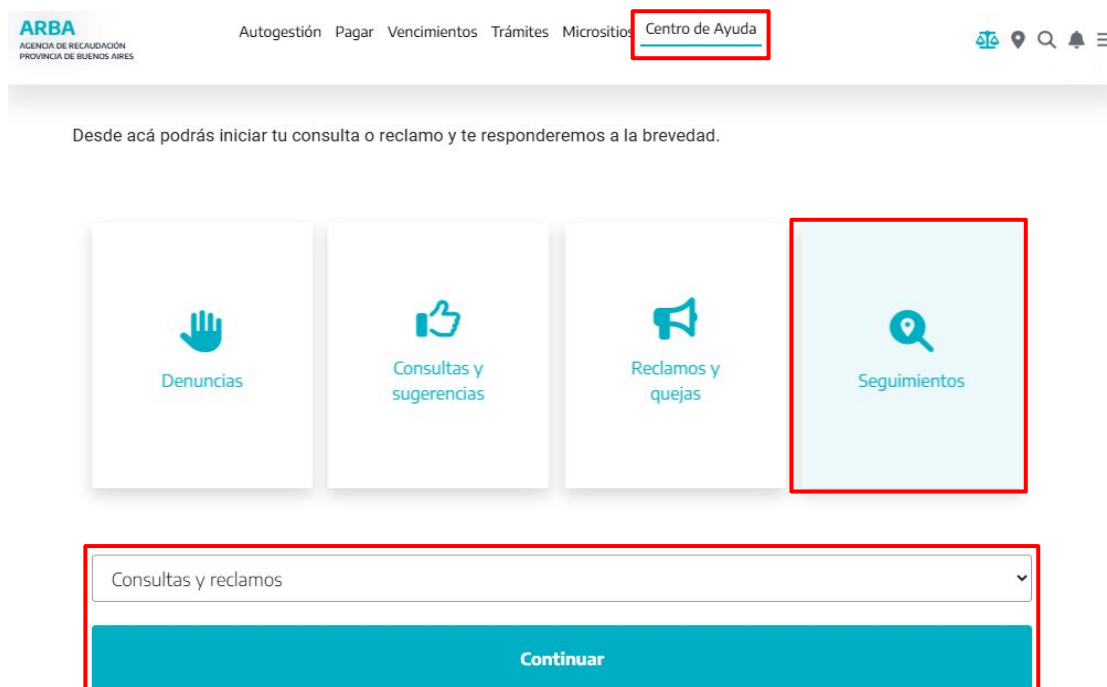 ARBA
AGENCIA DE RECAUDACIÓN
PROVINCIA DE BUENOS AIRES
Autogestión Pagar Vencimientos Trámites Micrositios Centro de Ayuda
Desde acá podrás iniciar tu consulta o reclamo y te responderemos a la brevedad.
Denuncias
Consultas y
sugerencias
Reclamos y
quejas
Seguimientos
Consultas y reclamos
Continuar